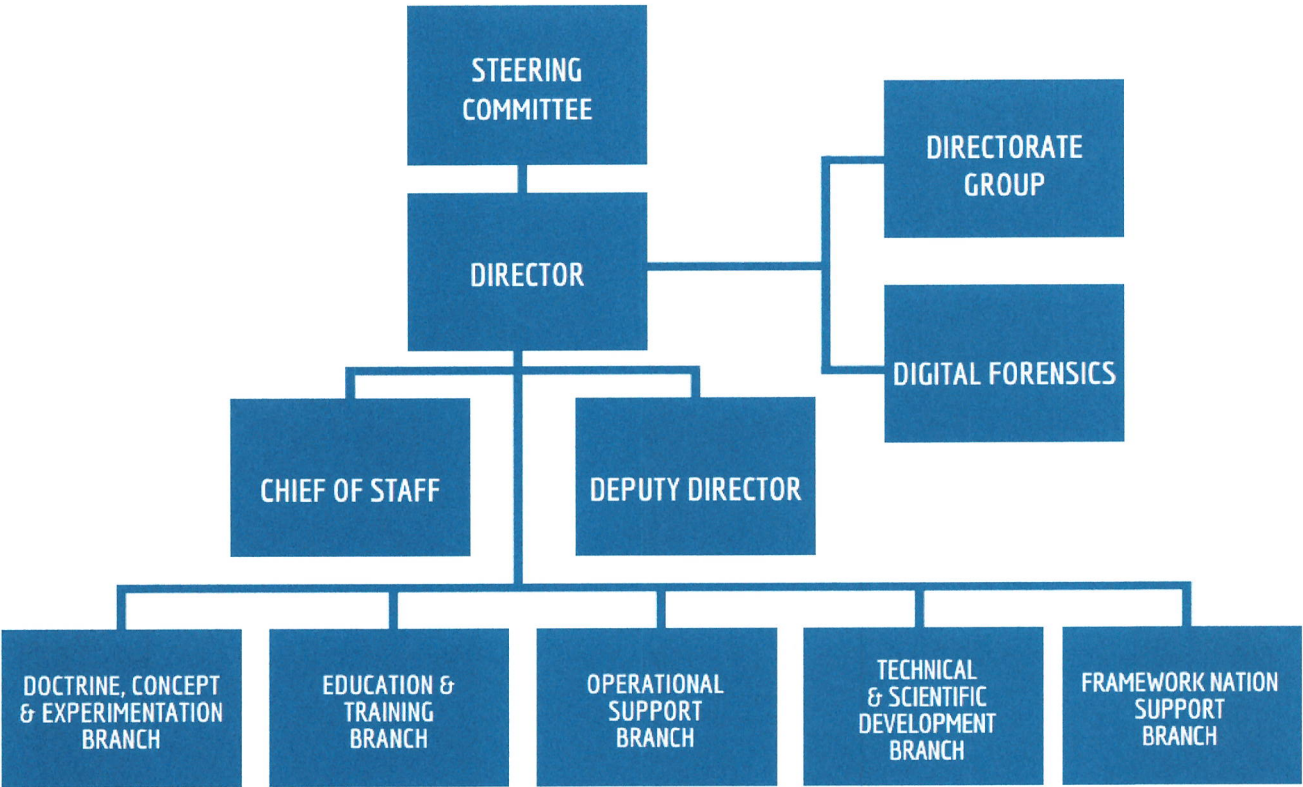 STEERING
COMMITTEE
DIRECTORATE
GROUP
DIRECTOR
DIGITAL FORENSICS
CHIEF OF STAFF
DEPUTY DIRECTOR
DOCTRINE, CONCEPT
& EXPERIMENTATION
BRANCH
EDUCATION &
TRAINING
BRANCH
OPERATIONAL
SUPPORT
BRANCH
TECHNICAL
& SCIENTIFIC
DEVELOPMENT
BRANCH
FRAMEWORK NATION
SUPPORT
BRANCH